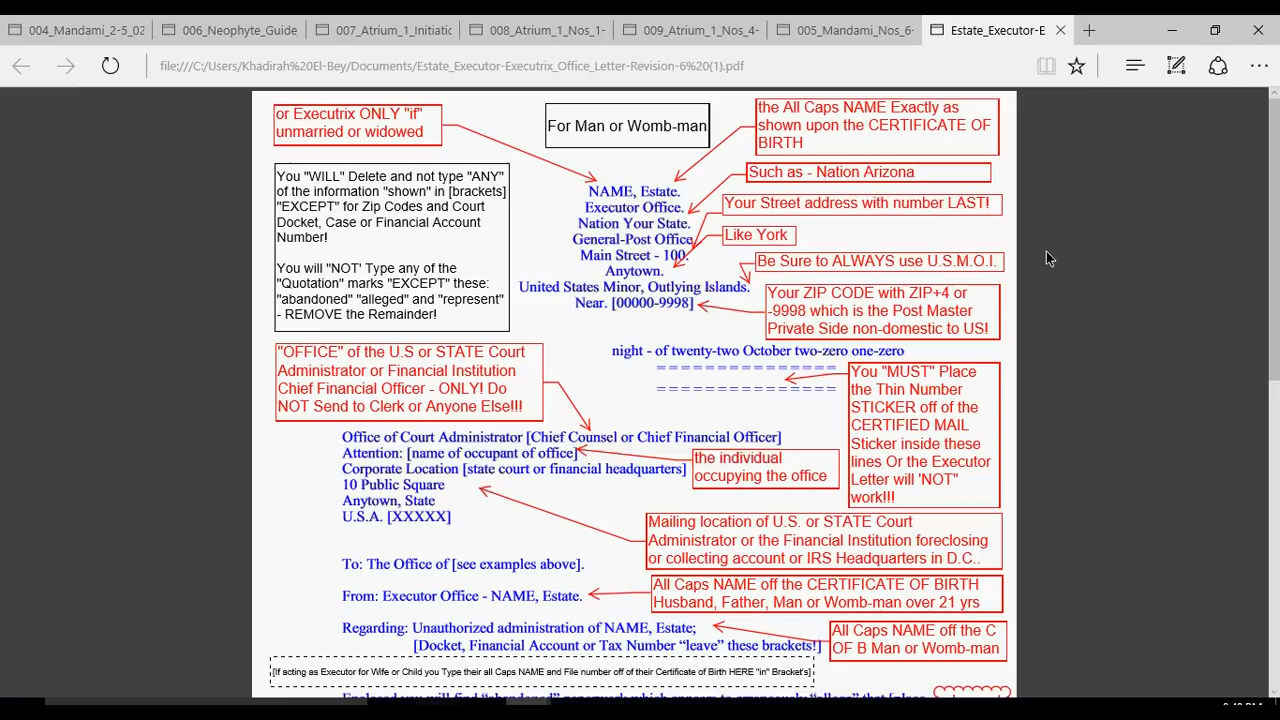 004_Mandami_2-5_02
006_Neophyte_Guide_
007_Atrium_1_Initiatic
008_Atrium_1_Nos_1-
009_Atrium_1_Nos_4-
005_Mandami_Nos_6-
Estate_Executor-E
file:///C:/Users/Khadirah%20El-Bey/Documents/Estate_Executor-Executrix_Office_Letter-Revision-6%20(1).pdf
or Executrix ONLY "if"
unmarried or widowed
For Man or Womb-man
the All Caps NAME Exactly as
shown upon the CERTIFICATE OF
BIRTH
You "WILL" Delete and not type "ANY"
of the information "shown" in [brackets]
"EXCEPT" for Zip Codes and Court
Docket, Case or Financial Account
Number!
You will "NOT' Type any of the
"Quotation" marks "EXCEPT" these:
"abandoned" "alleged" and "represent"
- REMOVE the Remainder!
Such as - Nation Arizona
Your Street address with number LAST!
Like York
Be Sure to ALWAYS use U.S.M.O.I.
Your ZIP CODE with ZIP+4 or
-9998 which is the Post Master
Private Side non-domestic to US!
NAME, Estate.
Executor Office.
Nation Your State.
General-Post Office
Main Street - 100.
Anytown.
United States Minor, Outlying Islands.
Near. [00000-9998]
night - of twenty-two October two-zero one-zero
"OFFICE" of the U.S or STATE Court
Administrator or Financial Institution
Chief Financial Officer - ONLY! Do
NOT Send to Clerk or Anyone Else!!!
You "MUST" Place
the Thin Number
STICKER off of the
CERTIFIED MAIL
Sticker inside these
lines Or the Executor
Letter will 'NOT"
work!!!
Office of Court Administrator [Chief Counsel or Chief Financial Officer]
Attention: [name of occupant of office]
Corporate Location [state court or financial headquarters]
10 Public Square
Anytown, State
U.S.A. [XXXXX]
the individual
occupying the office
Mailing location of U.S. or STATE Court
Administrator or the Financial Institution foreclosing
or collecting account or IRS Headquarters in D.C..
To: The Office of [see examples above].
From: Executor Office - NAME, Estate.
All Caps NAME off the CERTIFICATE OF BIRTH
Husband, Father, Man or Womb-man over 21 yrs
Regarding: Unauthorized administration of NAME, Estate;
[Docket, Financial Account or Tax Number “leave” these brackets!]
All Caps NAME off the C
OF B Man or Womb-man
[If acting as Executor for Wife or Child you Type their all Caps NAME and File number off of their Certificate of Birth HERE "in" Bracket's]